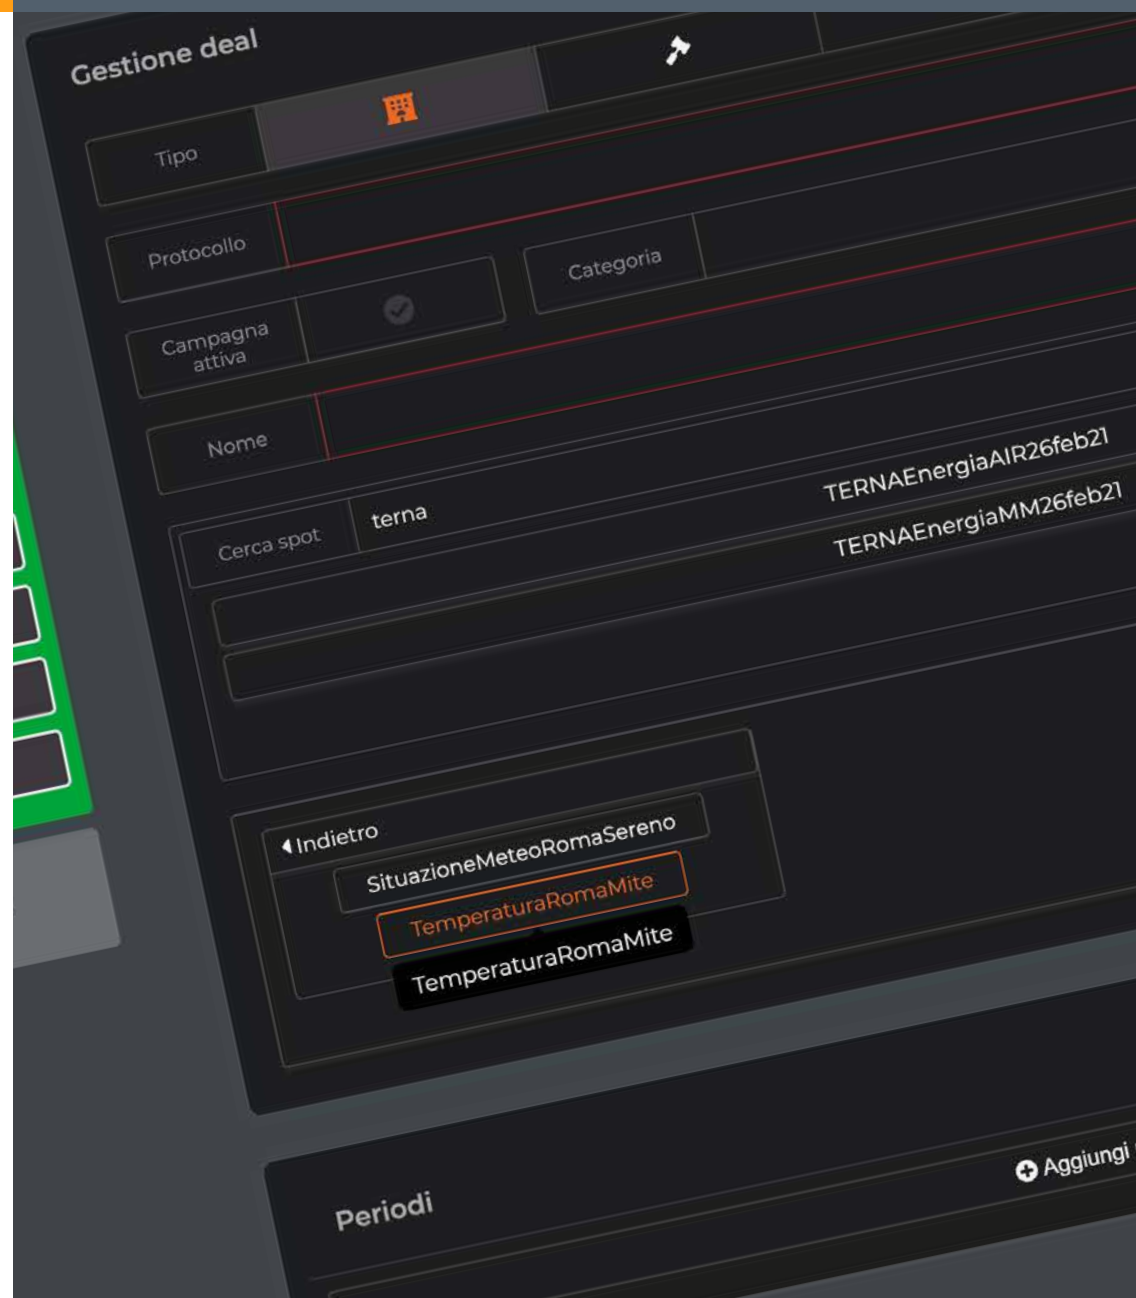 Gestione deal
Tipo
Protocollo
Categoria
Campagna
attiva
Nome
Cerca spot
terna
TERNAEnergiaAIR26feb21
TERNAEnergiaMM26feb21
Indietro
SituazioneMeteoRomaSereno
TemperaturaRomaMite
TemperaturaRomaMite
Periodi
Aggiungi